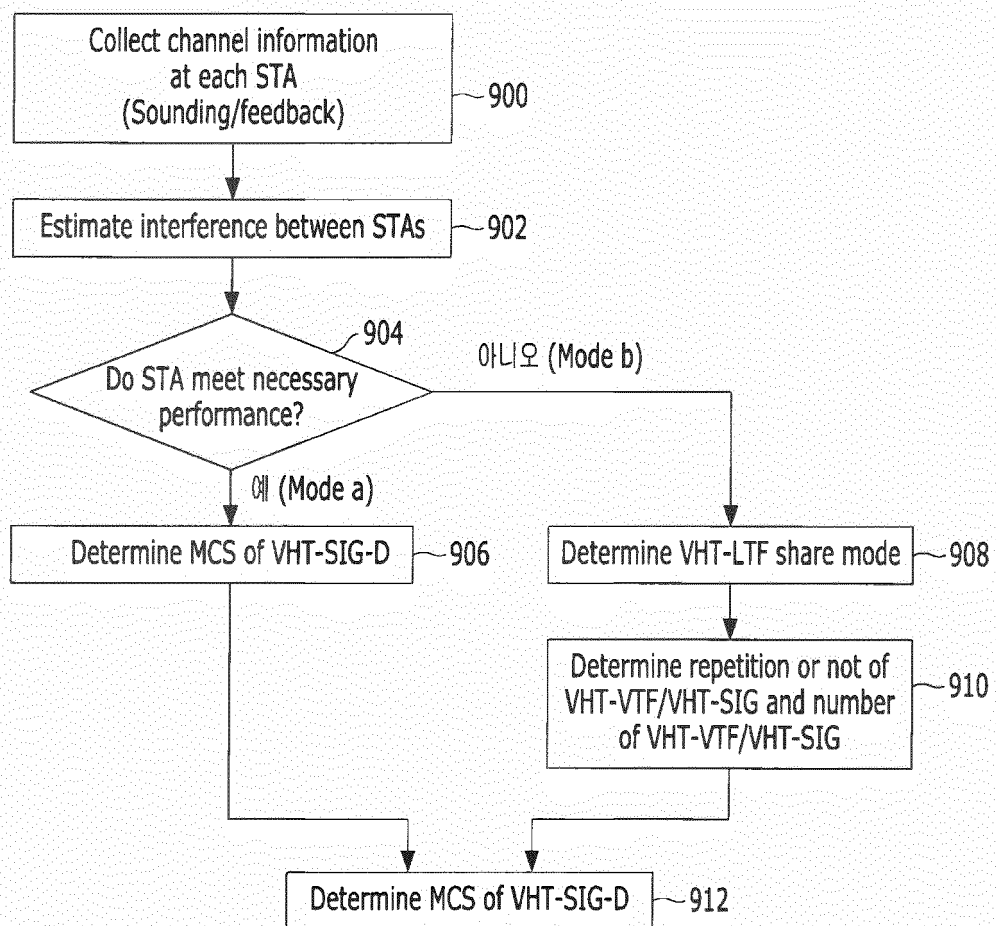 Collect channel information
at each STA
(Sounding/feedback)
900
Estimate interference between STAs
902
904
Do STA meet necessary
performance?
아니오 (Mode b)
예 (Mode a)
Determine MCS of VHT-SIG-D
906
Determine VHT-LTF share mode
908
Determine repetition or not of
VHT-VTF/VHT-SIG and number
of VHT-VTF/VHT-SIG
910
Determine MCS of VHT-SIG-D
912